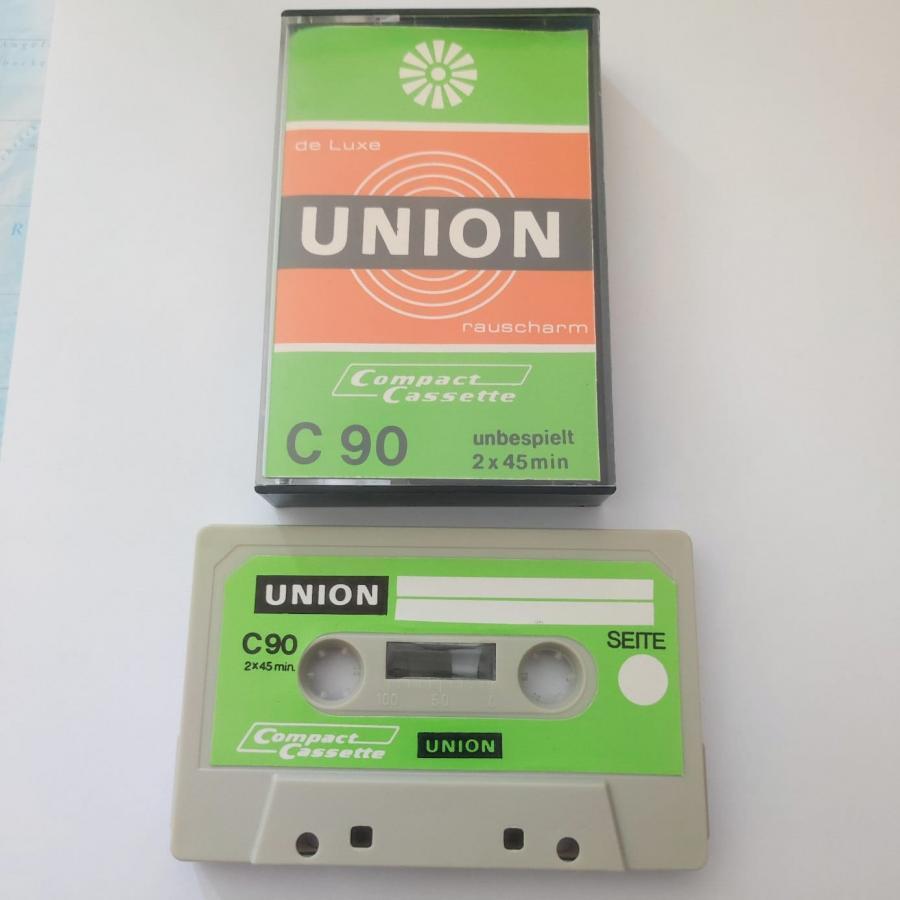 de Luxe
UNION
rauscharm
Compact
Cassette
C 90
unbespielt
2 x 45 min
UNION
C90
2 x 45 min.
SEITE
100 50 0
Compact
Cassette
UNION